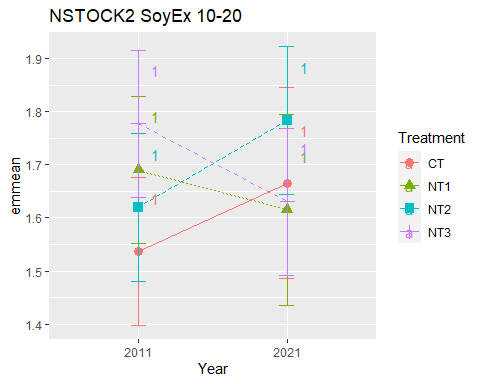 NSTOCK2 SoyEx 10-20
1.9
1.8
1.7
1.6
1.5
1.4
emmean
1
1
1
1
1
1
1
1
2011
2021
Year
Treatment
a CT
a NT1
a NT2
a NT3